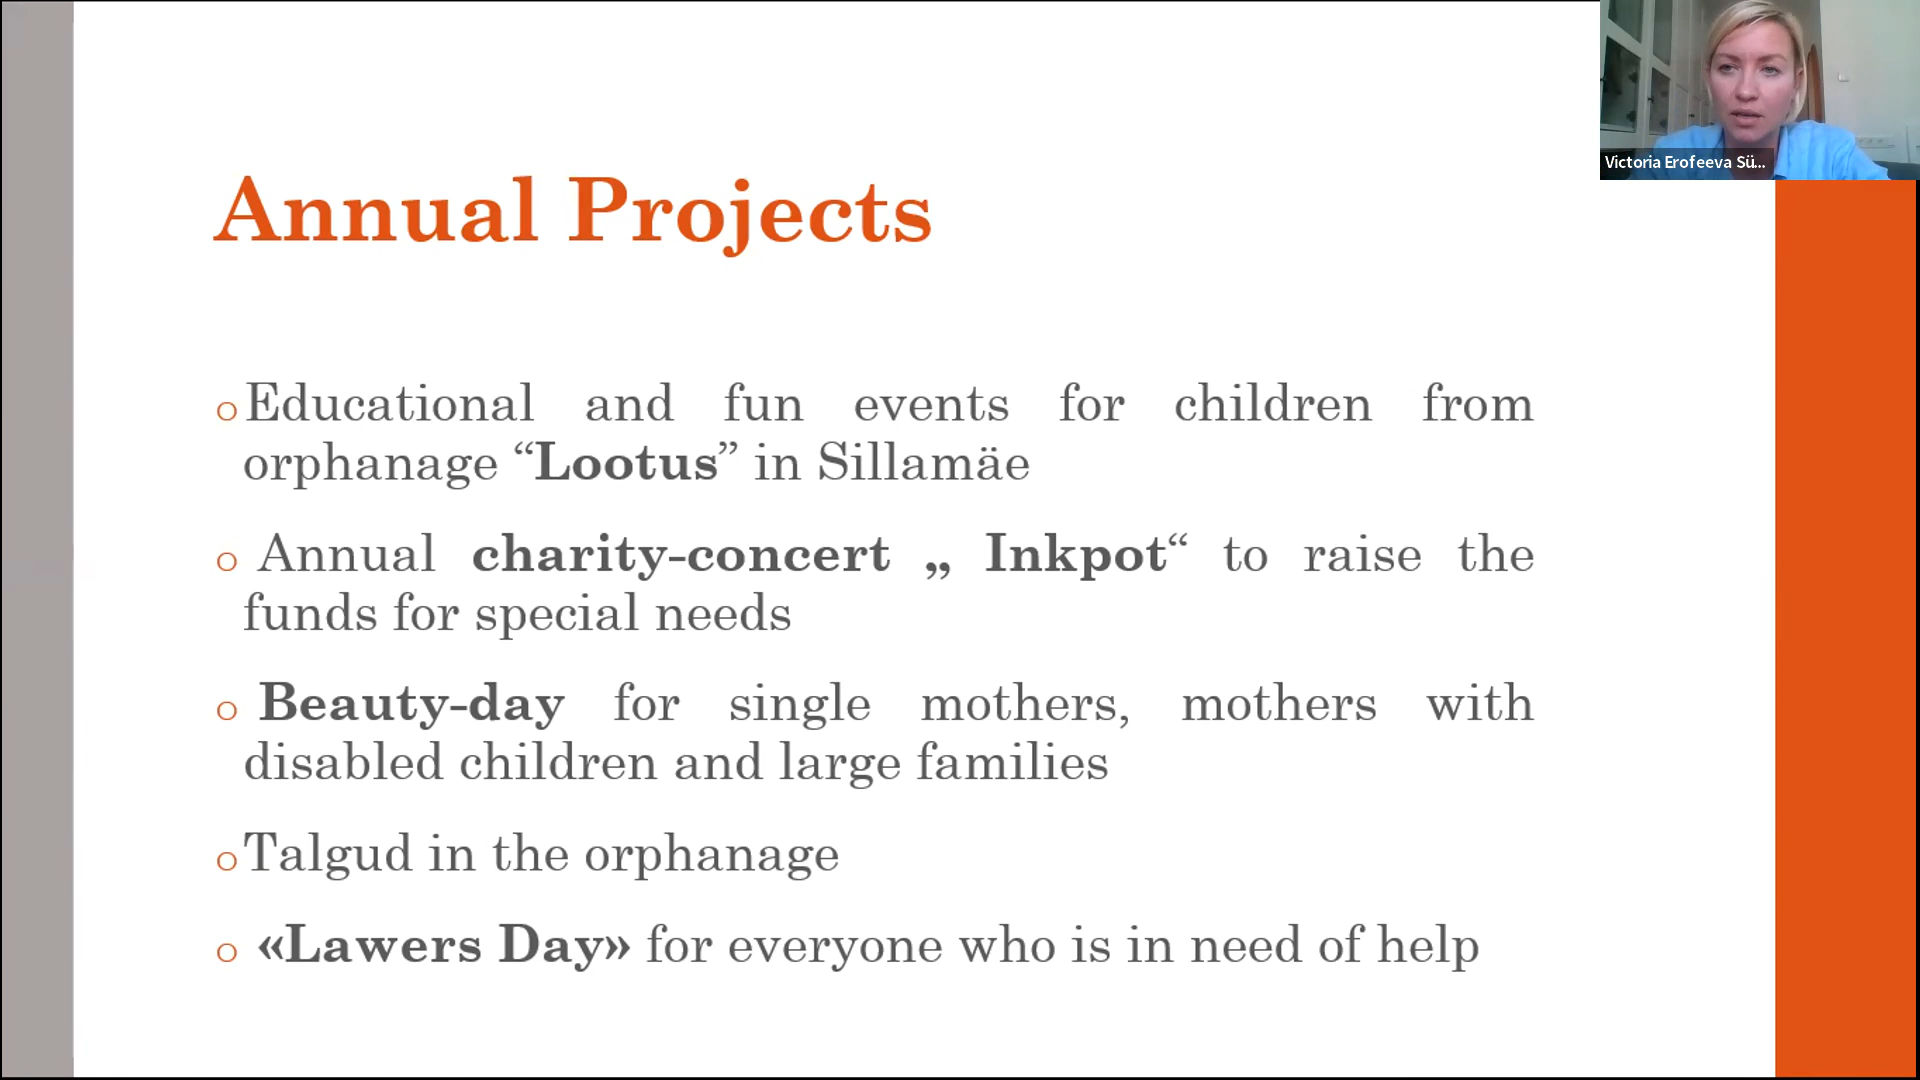 Annual Projects
Educational and fun events for children from
orphanage “Lootus” in Sillamäe
Annual charity-concert „ Inkpot“ to raise the
funds for special needs
Beauty-day for single mothers, mothers with
disabled children and large families
Talgud in the orphanage
«Lawers Day» for everyone who is in need of help
Victoria Erofeeva Sü...